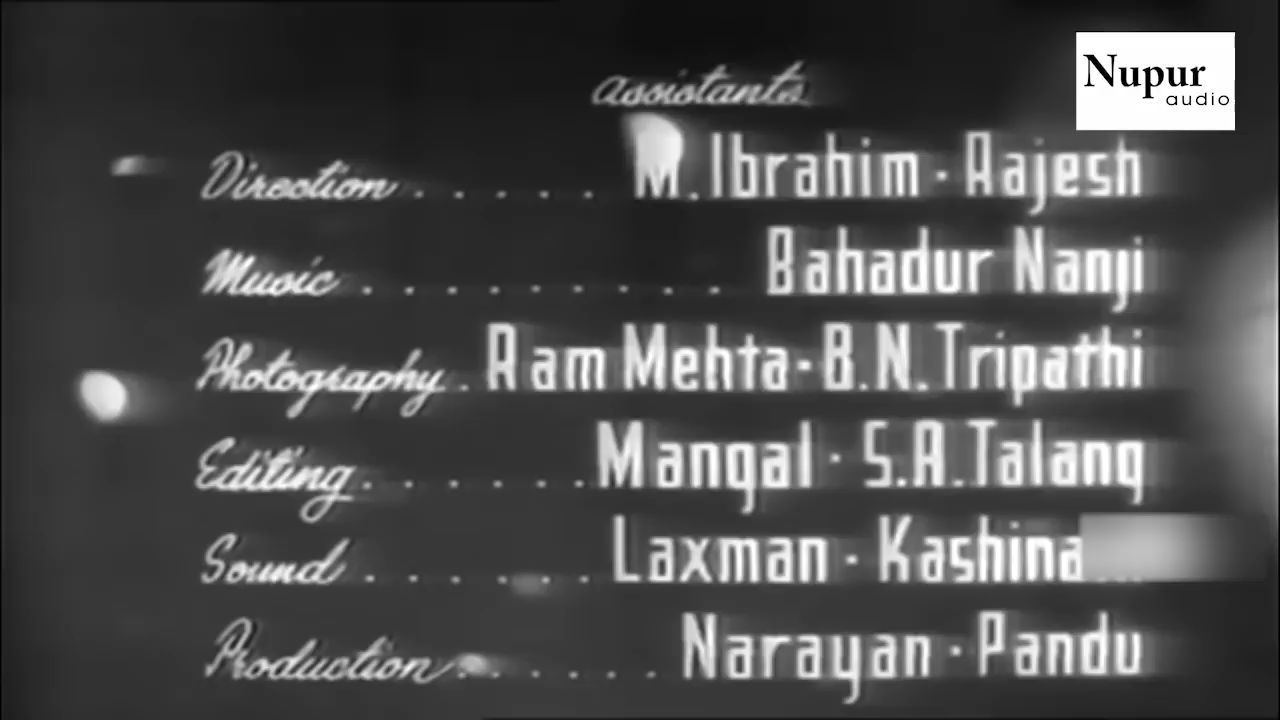 Nupur
audio
Assistants
Direction . . . . . M. Ibrahim · Rajesh
Music . . . . . . . . . Bahadur Nanji
Photography . Ram Mehta · B. N. Tripathi
Editing . . . . . . Mangal · S. A. Talang
Sound . . . . . . Laxman ·
Production . . . . . Narayan · Pandu